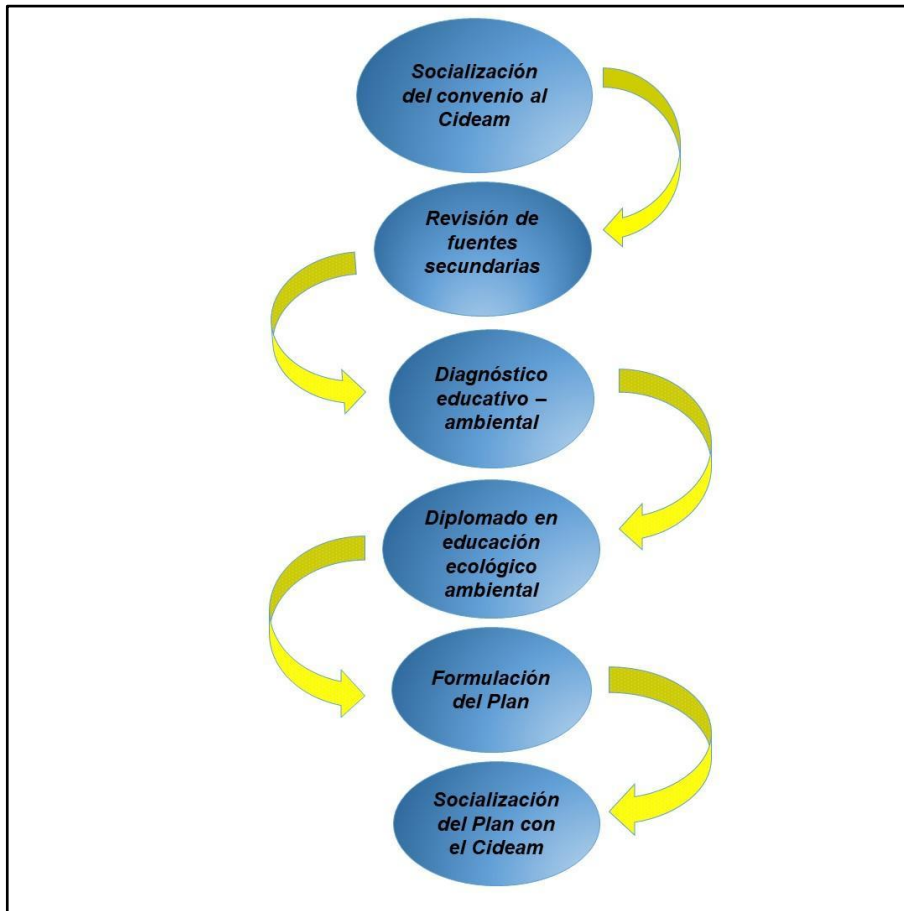 Socialización
del convenio al
Cideam
Revisión de
fuentes
secundarias
Diagnóstico
educativo –
ambiental
Diplomado en
educación
ecológico
ambiental
Formulación
del Plan
Socialización
del Plan con
el Cideam